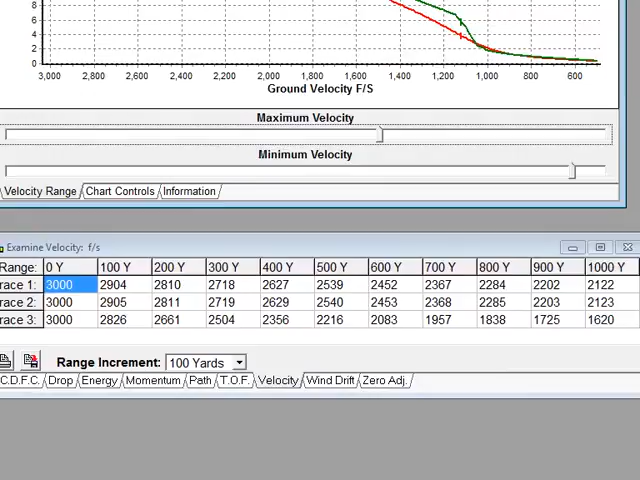 8
6
4
2
0
3,000 2,800 2,600 2,400 2,200 2,000 1,800 1,600 1,400 1,200 1,000 800 600
Ground Velocity F/S
Maximum Velocity
Minimum Velocity
Velocity Range Chart Controls Information
Examine Velocity: f/s
Range: 0 Y 100 Y 200 Y 300 Y 400 Y 500 Y 600 Y 700 Y 800 Y 900 Y 1000 Y
race 1: 3000 2904 2810 2718 2627 2539 2452 2367 2284 2202 2122
race 2: 3000 2905 2811 2719 2629 2540 2453 2368 2285 2203 2123
race 3: 3000 2826 2661 2504 2356 2216 2083 1957 1838 1725 1620
Range Increment: 100 Yards
C.D.F.C. Drop Energy Momentum Path T.O.F. Velocity Wind Drift Zero Adj.